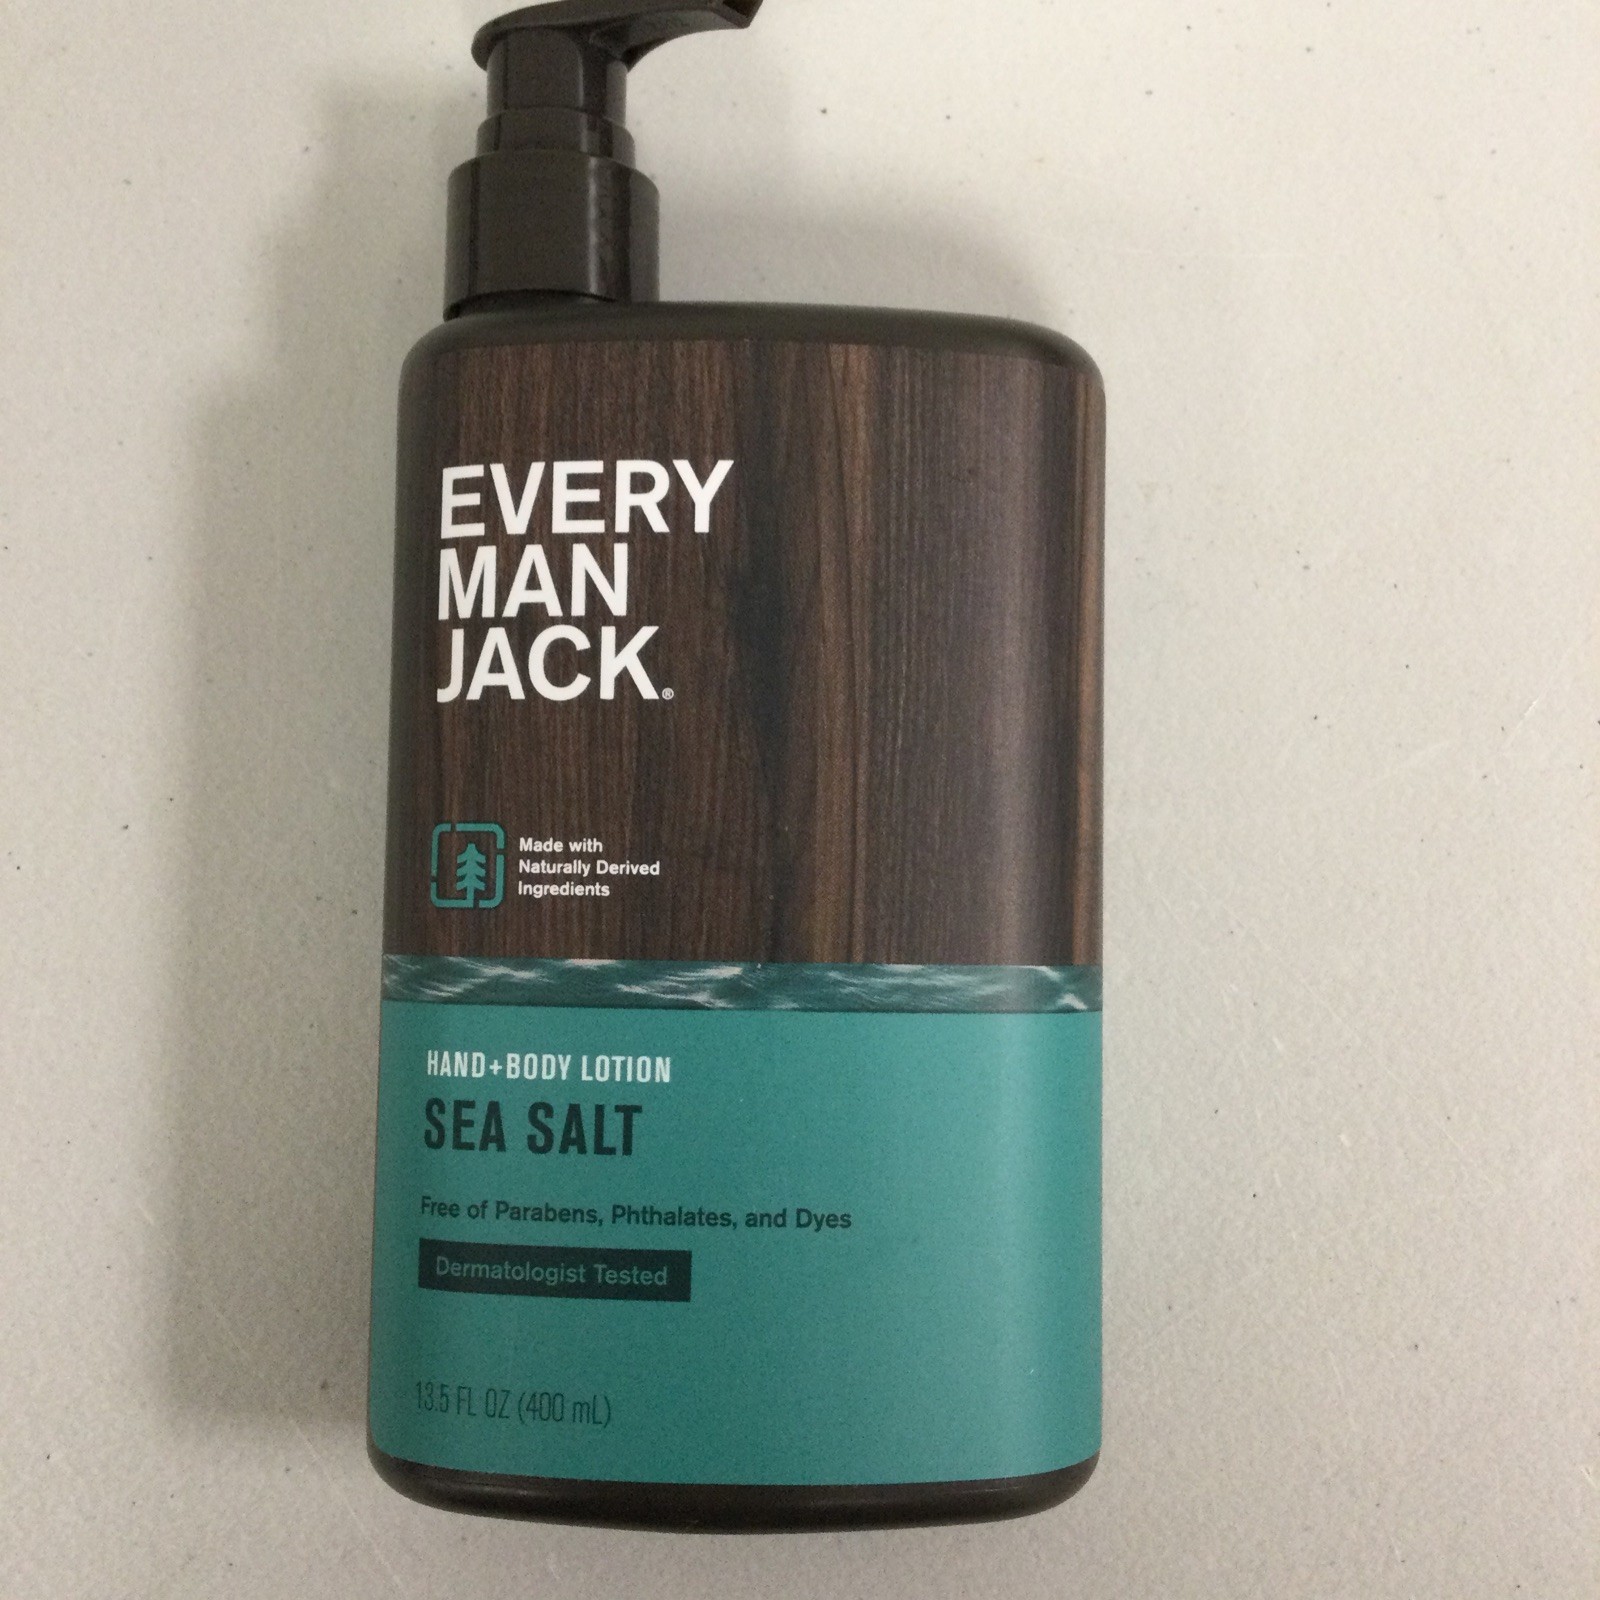 EVERY
MAN
JACK®
Made with
Naturally Derived
Ingredients
HAND+BODY LOTION
SEA SALT
Free of Parabens, Phthalates, and Dyes
Dermatologist Tested
13.5 FL OZ (400 mL)